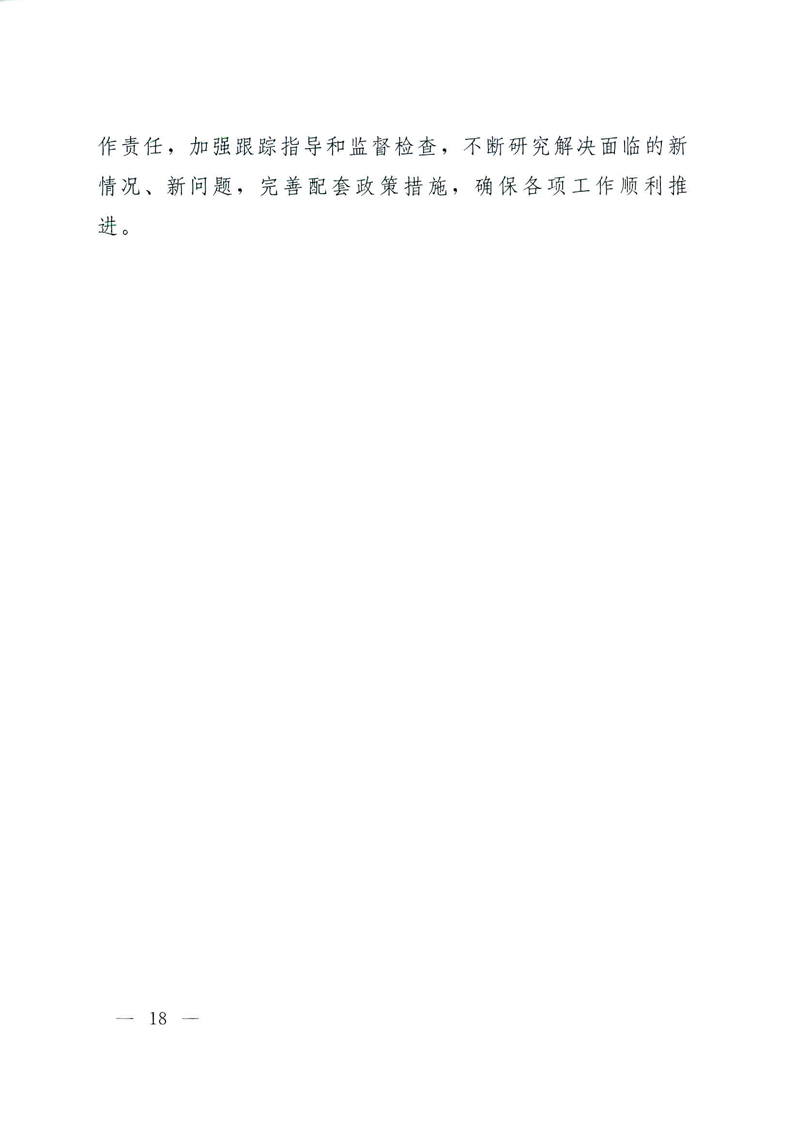 作责任，加强跟踪指导和监督检查，不断研究解决面临的新
情况、新问题，完善配套政策措施，确保各项工作顺利推
进。
— 18 —